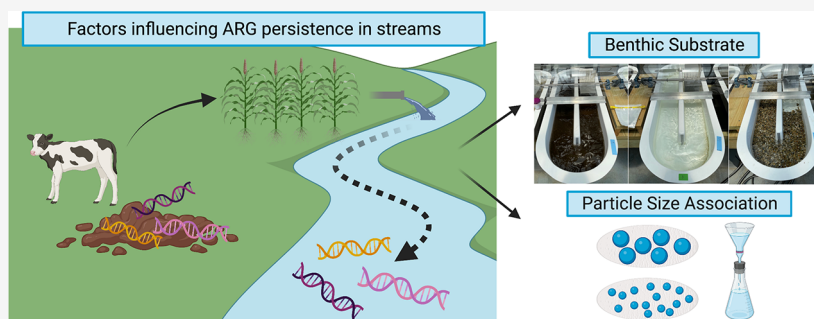 Factors influencing ARG persistence in streams
Benthic Substrate
Particle Size Association